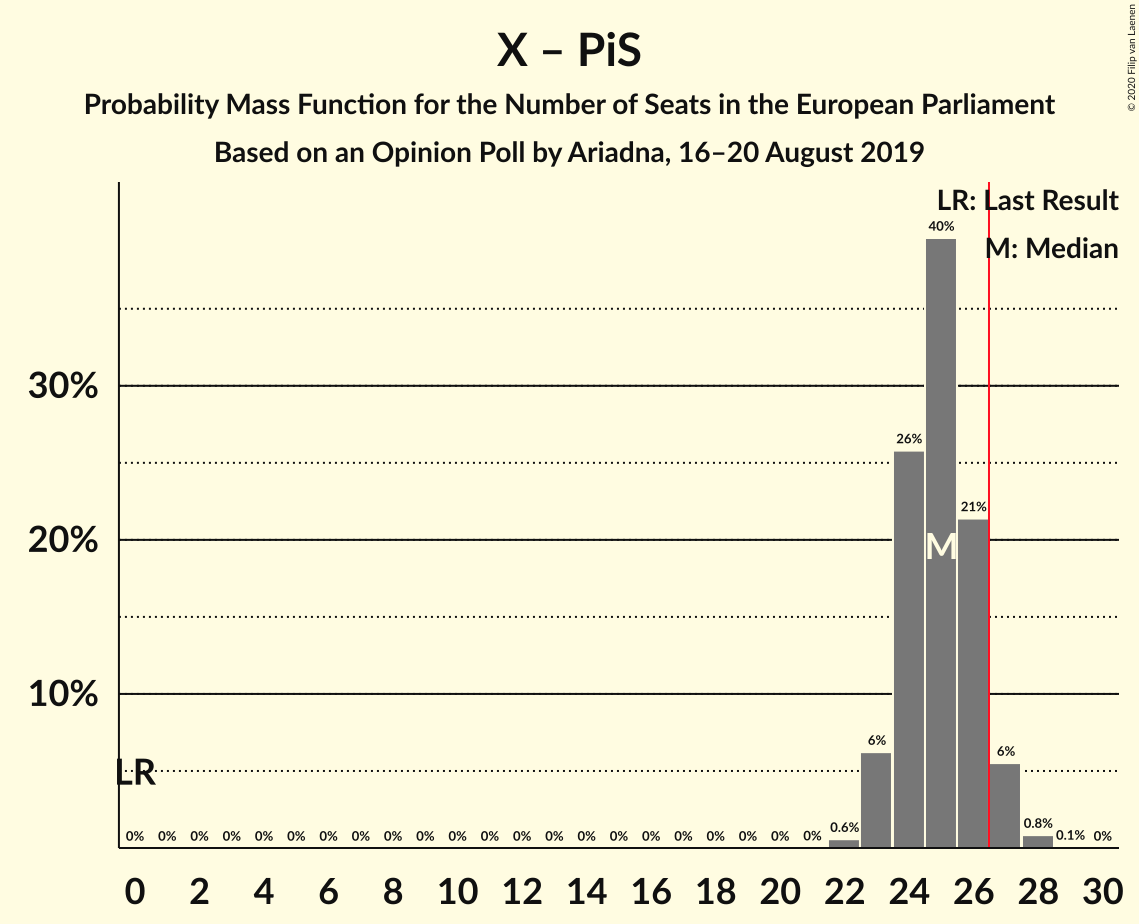 X – PiS
Probability Mass Function for the Number of Seats in the European Parliament
Based on an Opinion Poll by Ariadna, 16–20 August 2019
© 2020 Filip van Laenen
LR: Last Result
M: Median
40%
30%
26%
21%
20%
M
10%
6%
6%
LR
0% 0% 0% 0% 0% 0% 0% 0% 0% 0% 0% 0% 0% 0% 0% 0% 0% 0% 0% 0% 0% 0% 0.6% 0.8% 0.1% 0%
0 2 4 6 8 10 12 14 16 18 20 22 24 26 28 30